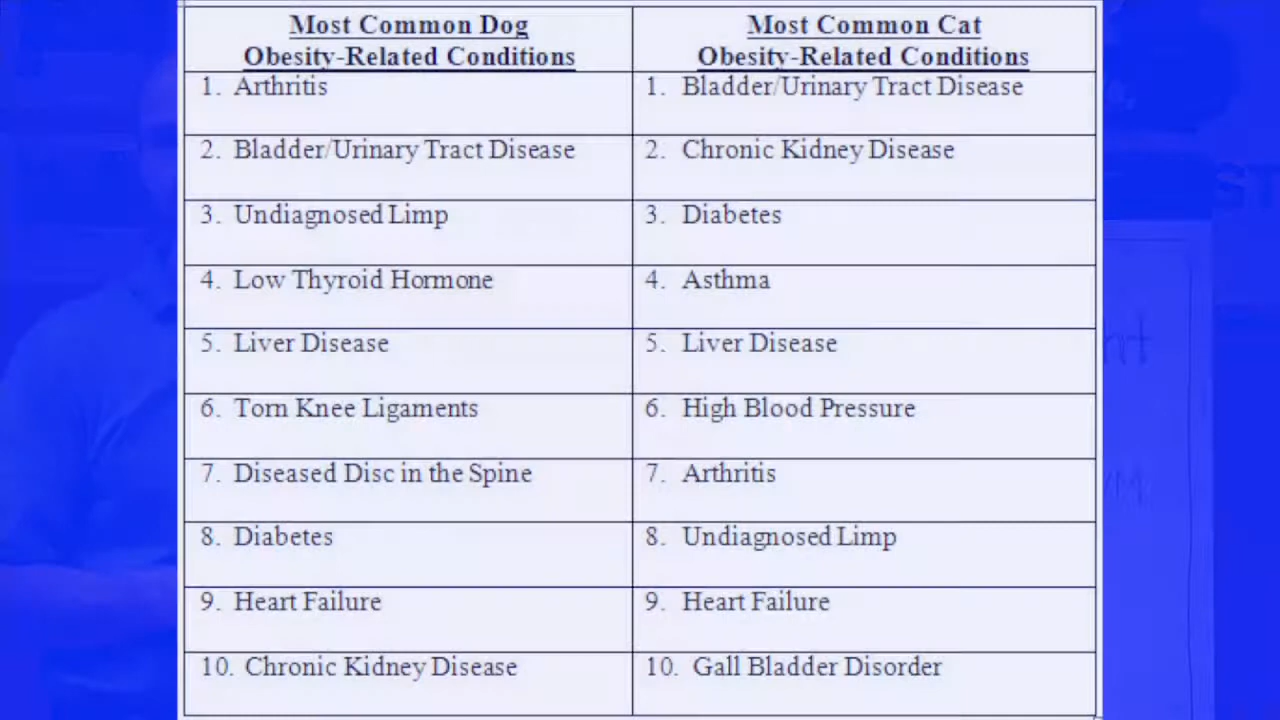 Most Common Dog
Obesity-Related Conditions
Most Common Cat
Obesity-Related Conditions
1. Arthritis
1. Bladder/Urinary Tract Disease
2. Bladder/Urinary Tract Disease
2. Chronic Kidney Disease
3. Undiagnosed Limp
3. Diabetes
4. Low Thyroid Hormone
4. Asthma
5. Liver Disease
5. Liver Disease
6. Torn Knee Ligaments
6. High Blood Pressure
7. Diseased Disc in the Spine
7. Arthritis
8. Diabetes
8. Undiagnosed Limp
9. Heart Failure
9. Heart Failure
10. Chronic Kidney Disease
10. Gall Bladder Disorder